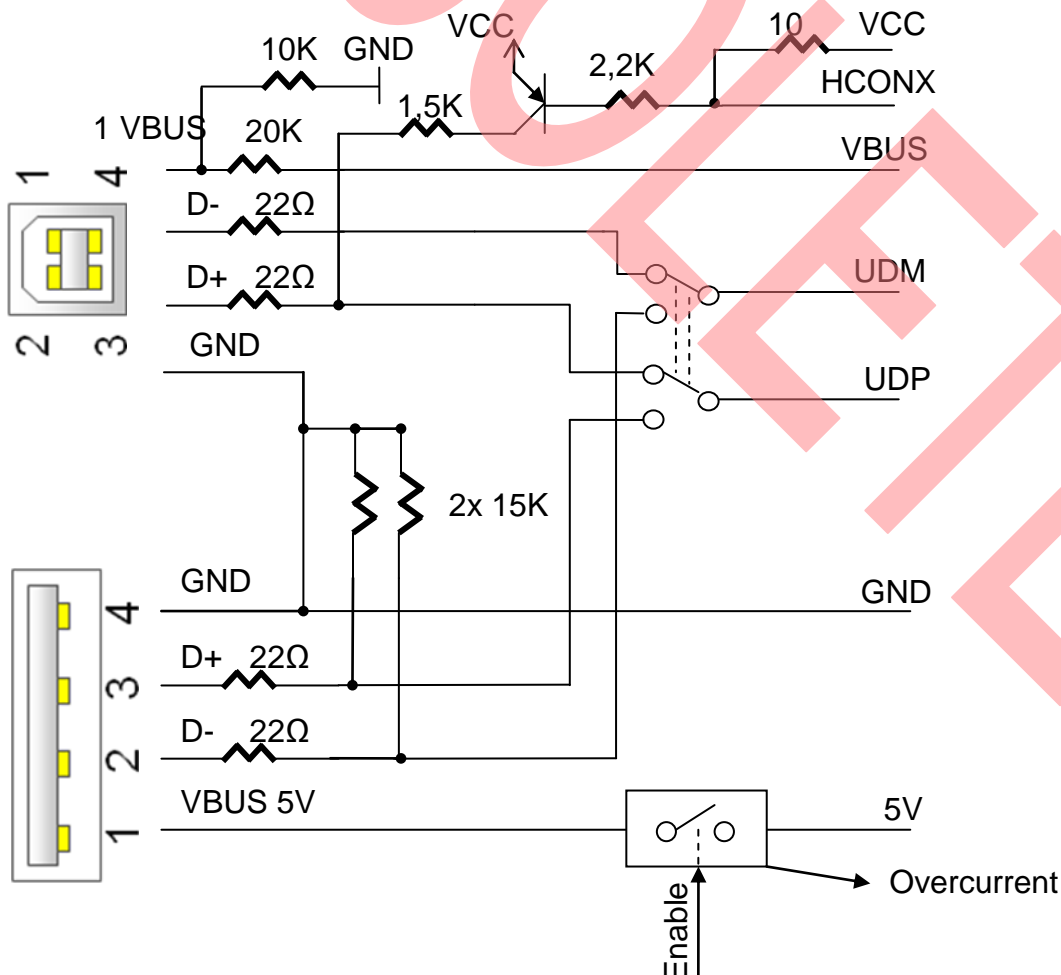 VCC
10
VCC
10K
GND
2,2K
HCONX
1,5K
1 VBUS
20K
VBUS
1
4
D-
22Ω
UDM
D+
22Ω
2
3
GND
UDP
2x 15K
GND
GND
4
D+
22Ω
3
D-
22Ω
2
VBUS 5V
5V
1
Overcurrent
Enable